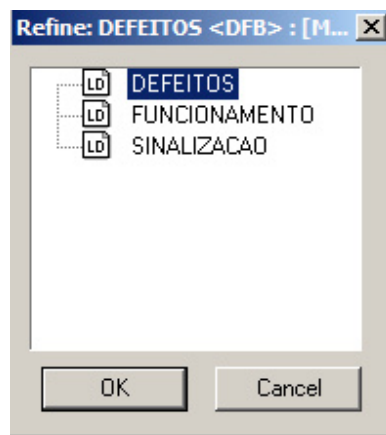 Refine: DEFEITOS <DFB> : [M...
LD DEFEITOS
LD FUNCIONAMENTO
LD SINALIZACAO
OK Cancel